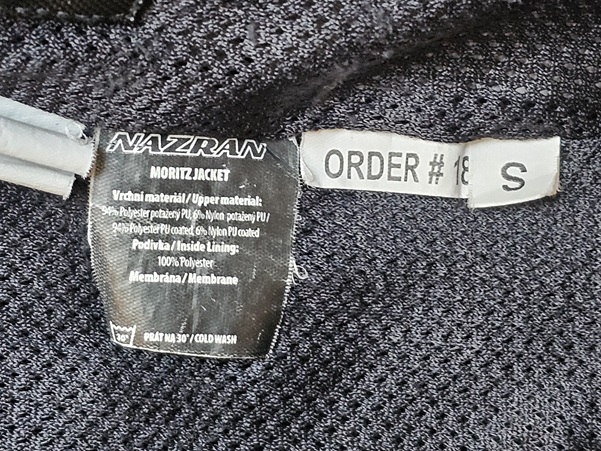 NAZRAN
MORITZ JACKET
Vrchní materiál / Upper material:
94% Polyester potažený PU, 6% Nylon potažený PU /
94% Polyester PU coated, 6% Nylon PU coated
Podívka / Inside Lining:
100% Polyester
Membrána / Membrane
30°
PRÁT NA 30° / COLD WASH
ORDER # 18
S